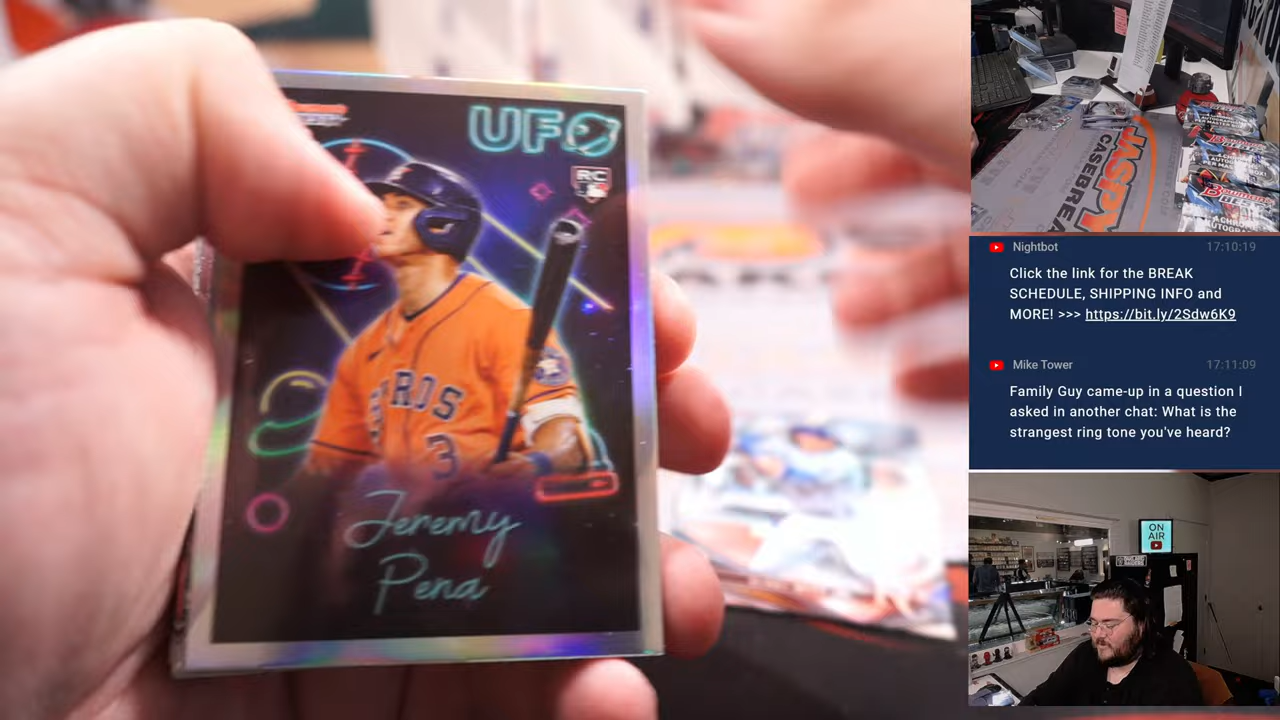 UFO
RC
ROS
3
Jeremy
Pena
JASPY
CASEBREA
Nightbot 17:10:19
Click the link for the BREAK
SCHEDULE, SHIPPING INFO and
MORE! >>> https://bit.ly/2Sdw6K9
Mike Tower 17:11:09
Family Guy came-up in a question I
asked in another chat: What is the
strangest ring tone you've heard?
ON
AIR